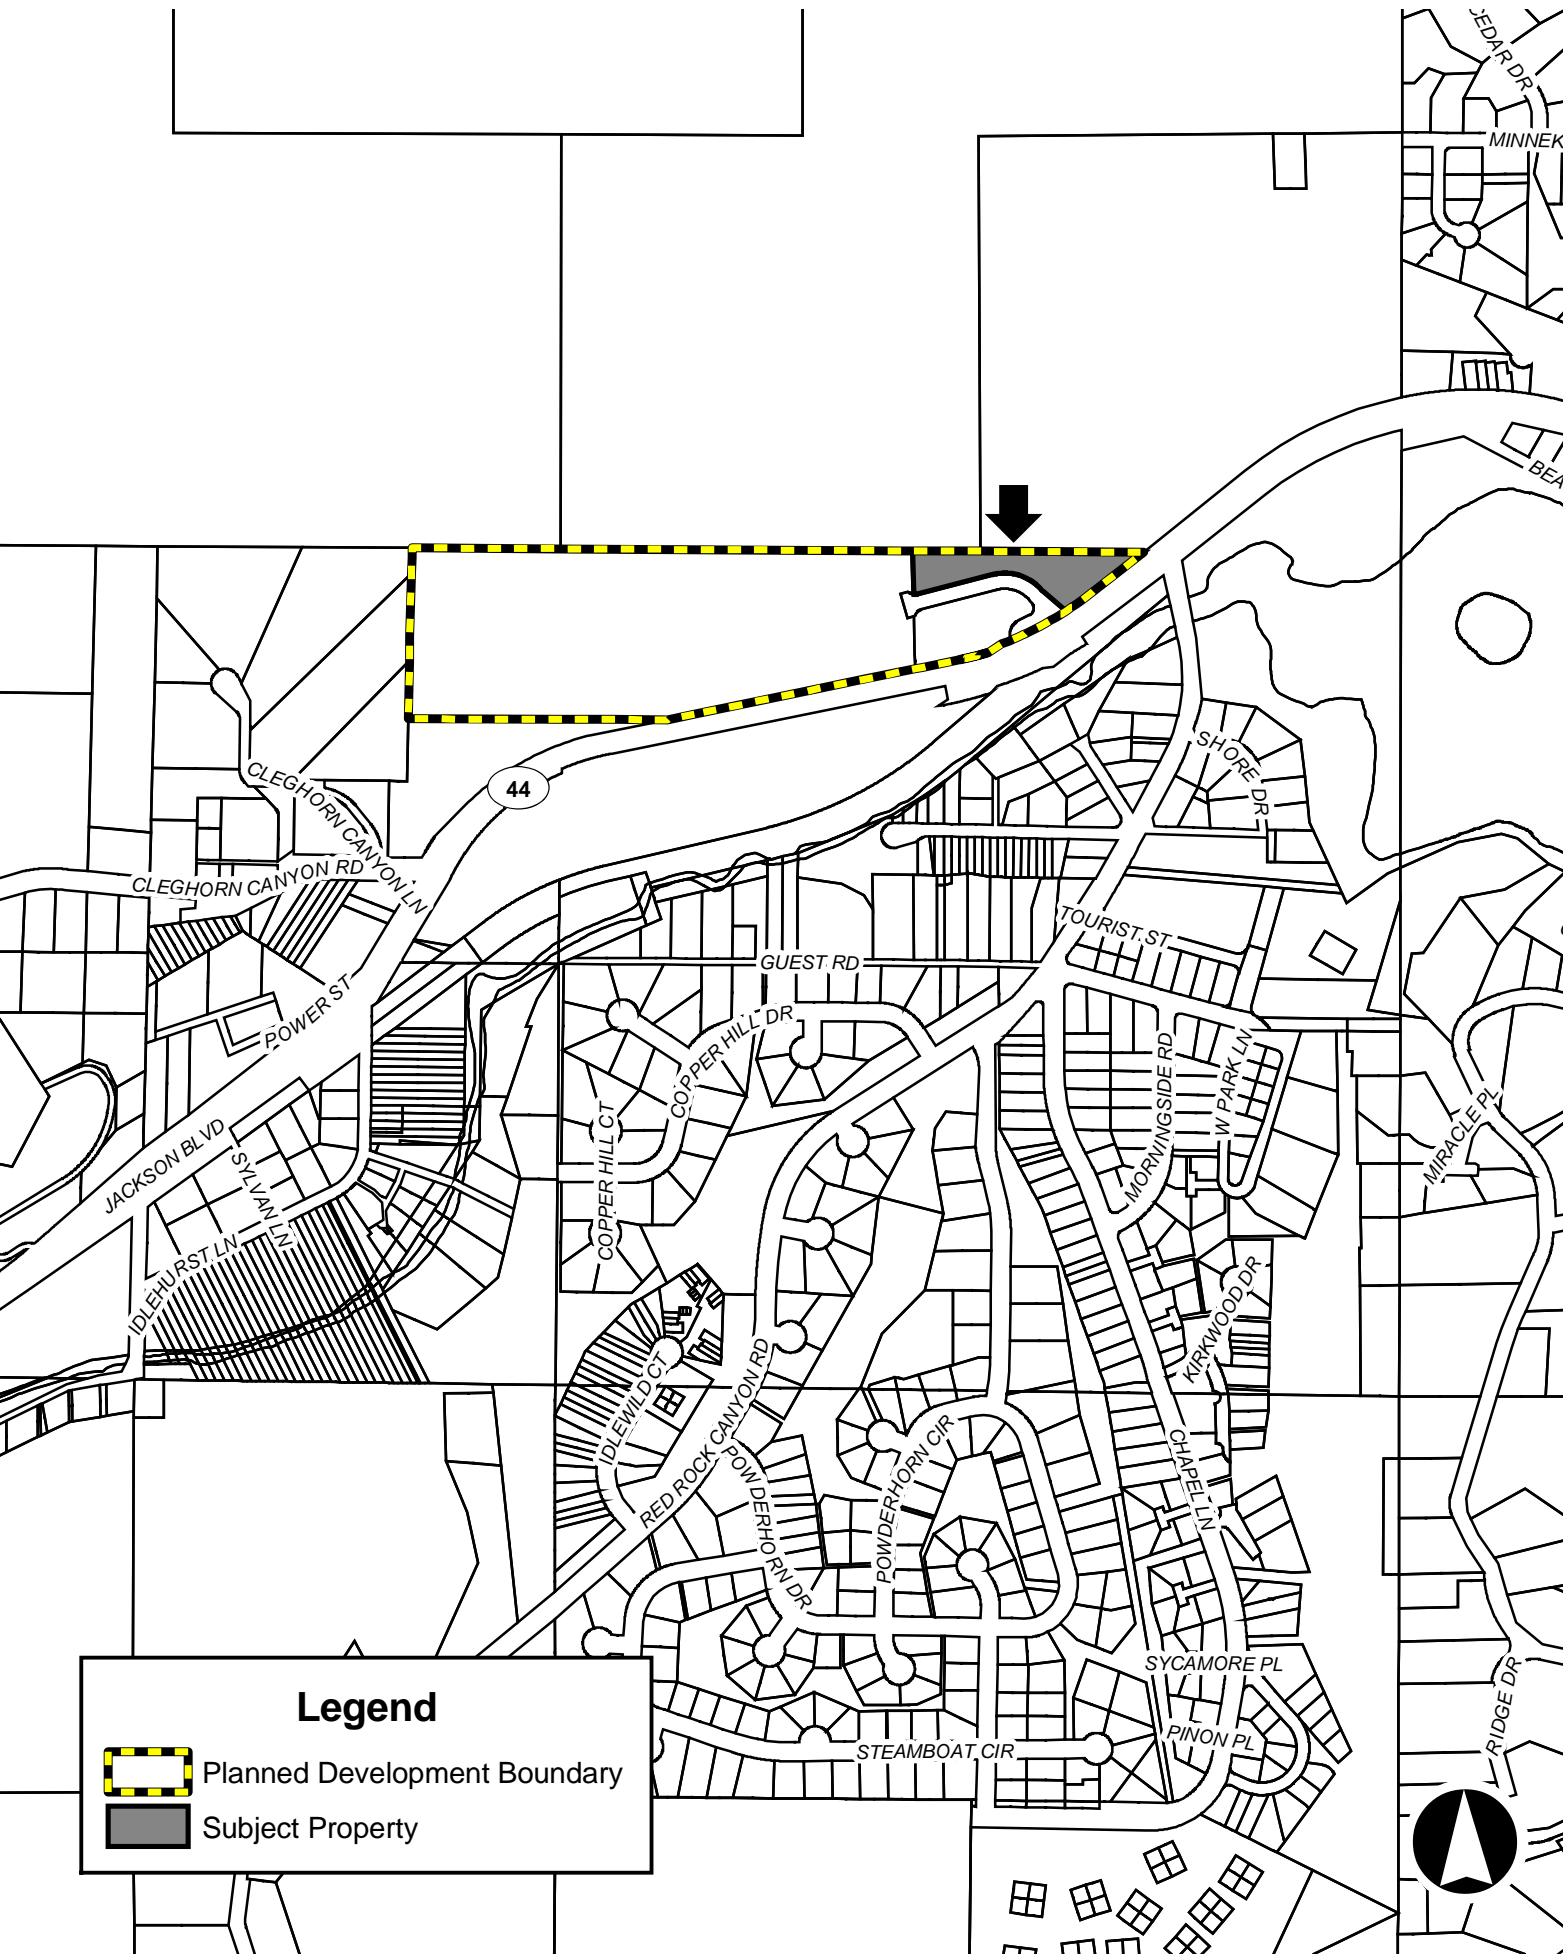 CEDAR DR
MINNEK
BEA
SHORE DR
44
CLEGHORN CANYON LN
CLEGHORN CANYON RD
TOURIST ST
GUEST RD
POWER ST
COPPER HILL DR
MORNINGSIDE RD
W PARK LN
MIRACLE PL
JACKSON BLVD
SYLVAN LN
COPPER HILL CT
IDLEHURST LN
KIRKWOOD DR
IDLEWILD CT
RED ROCK CANYON RD
POWDERHORN CIR
CHAPEL LN
POWDERHORN DR
SYCAMORE PL
RIDGE DR
PINON PL
STEAMBOAT CIR
Legend
Planned Development Boundary
Subject Property